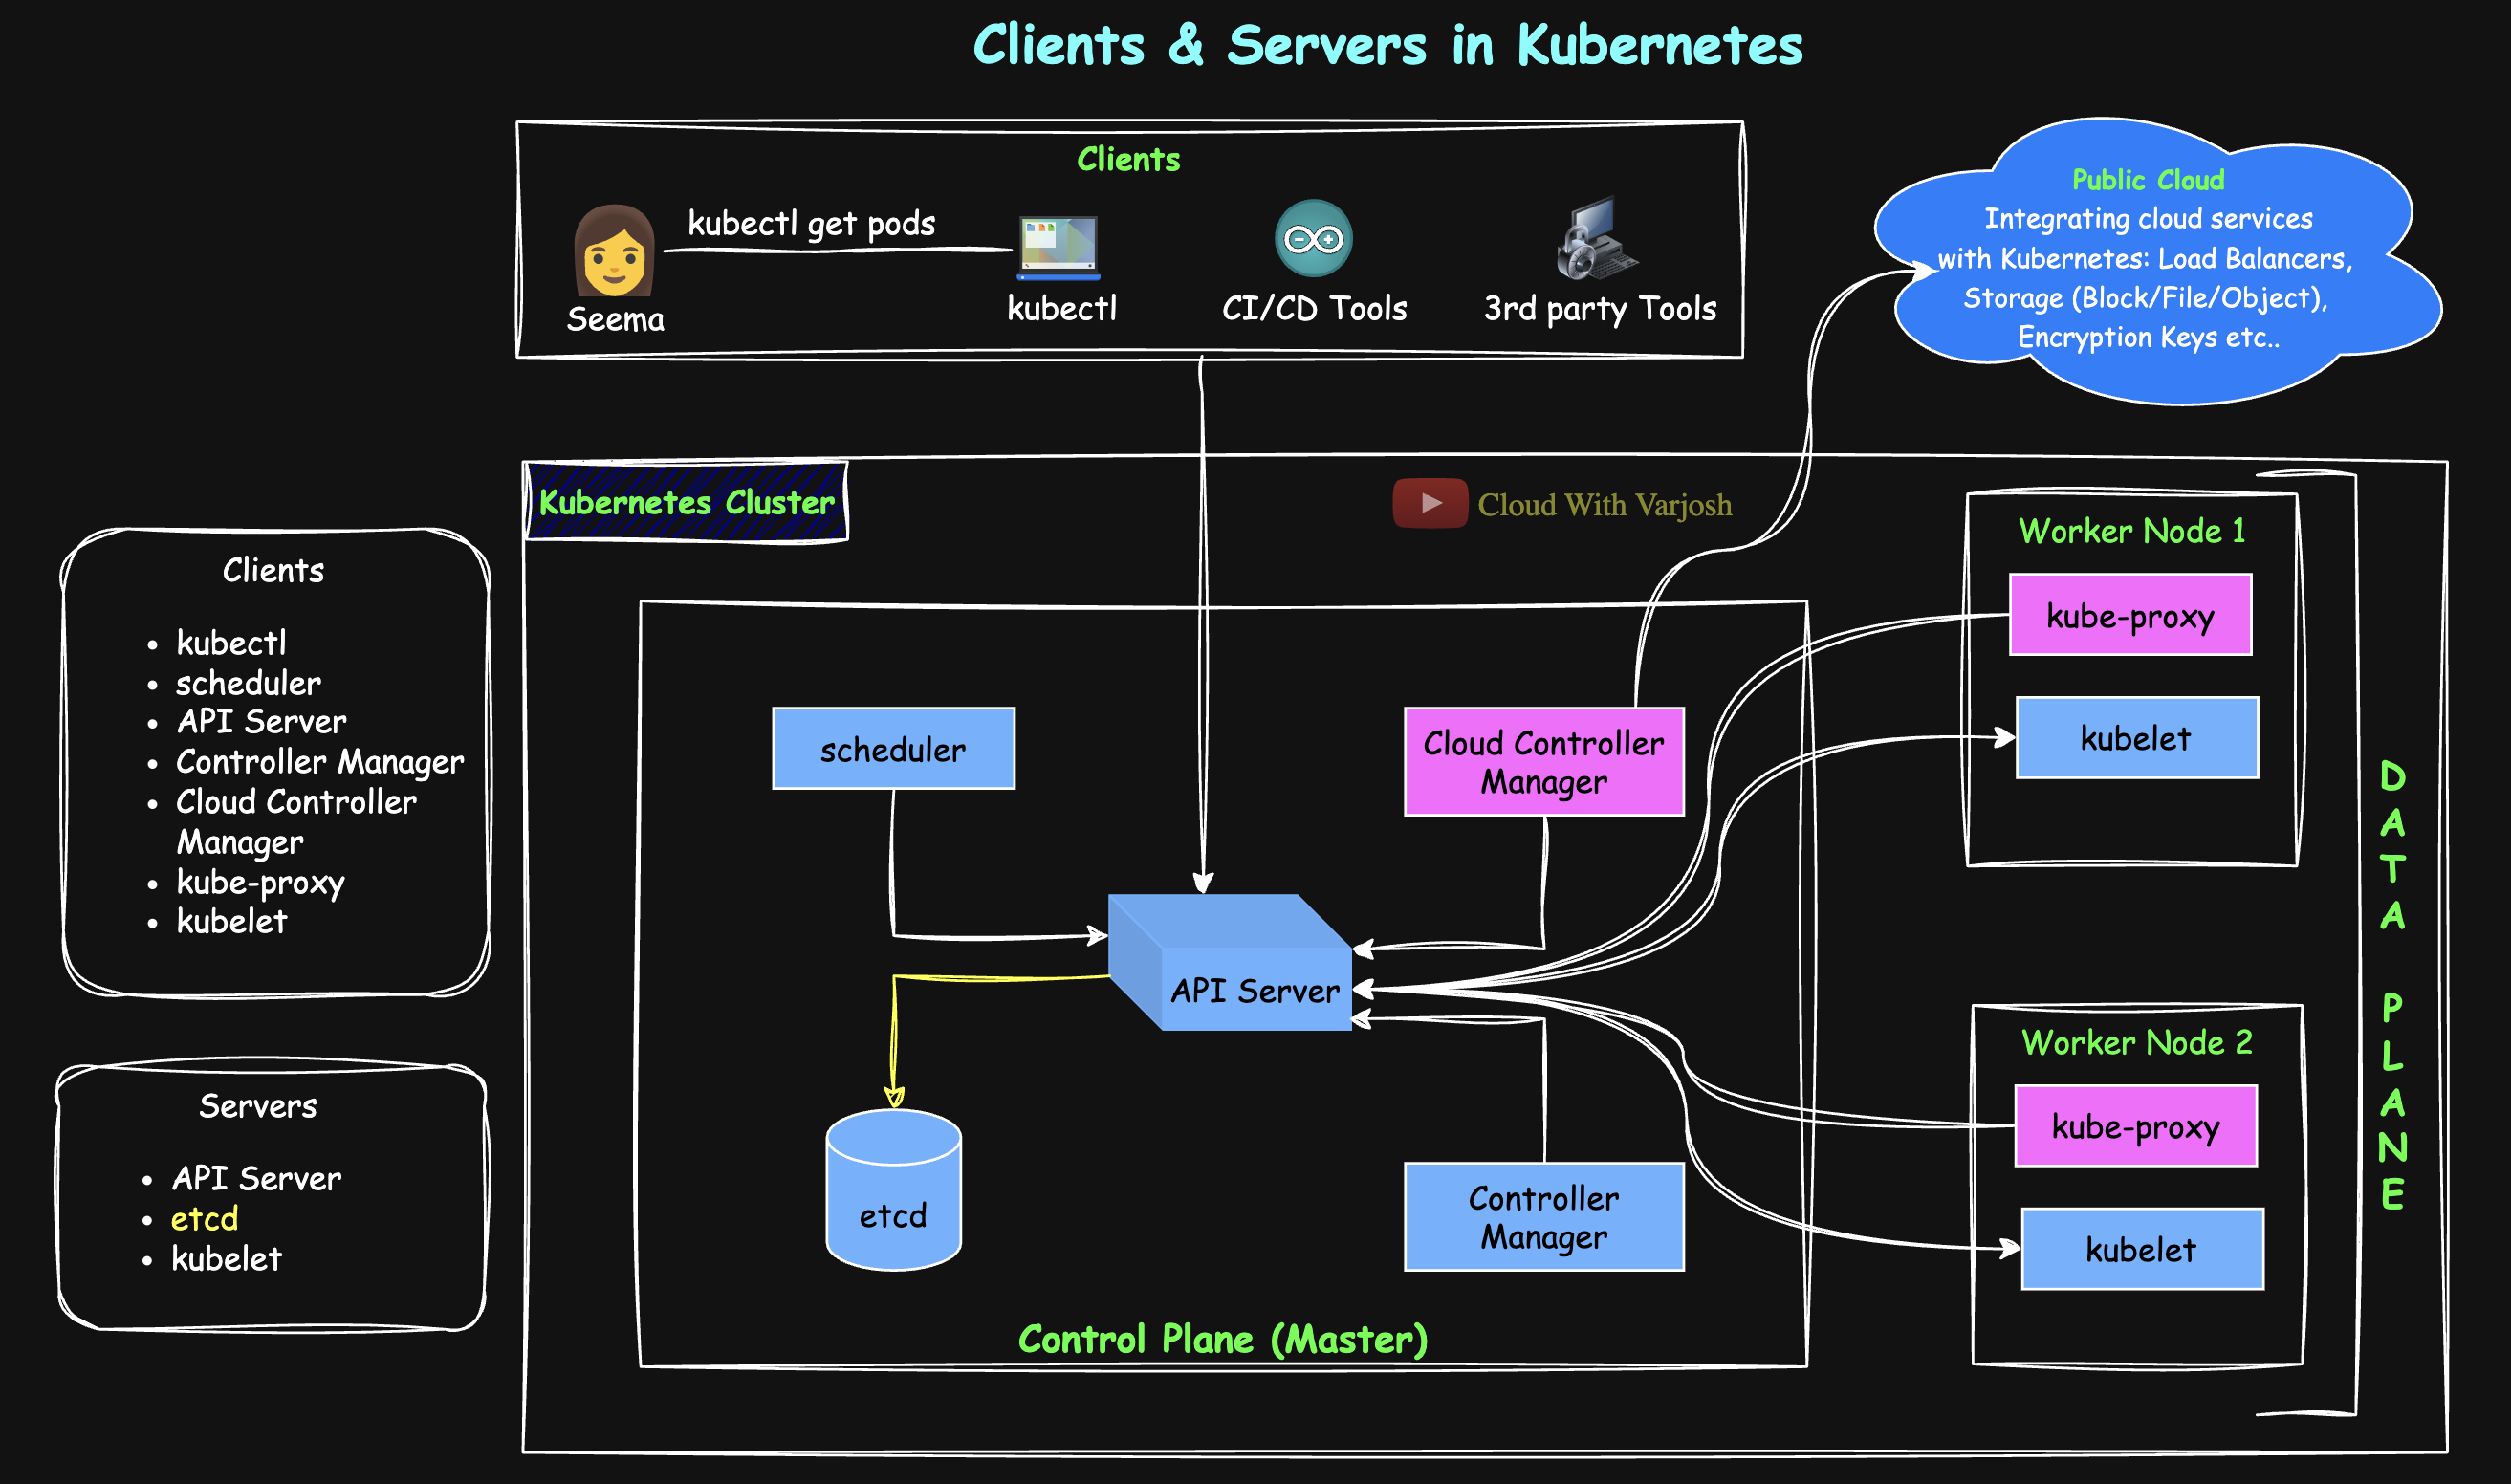 Clients & Servers in Kubernetes
Clients
kubectl get pods
Seema
kubectl
CI/CD Tools
3rd party Tools
Public Cloud
Integrating cloud services
with Kubernetes: Load Balancers,
Storage (Block/File/Object),
Encryption Keys etc..
Kubernetes Cluster
Cloud With Varjosh
Clients
• kubectl
• scheduler
• API Server
• Controller Manager
• Cloud Controller
Manager
• kube-proxy
• kubelet
Servers
• API Server
• etcd
• kubelet
scheduler
Cloud Controller
Manager
API Server
etcd
Controller
Manager
Control Plane (Master)
Worker Node 1
kube-proxy
kubelet
Worker Node 2
kube-proxy
kubelet
DATA PLANE